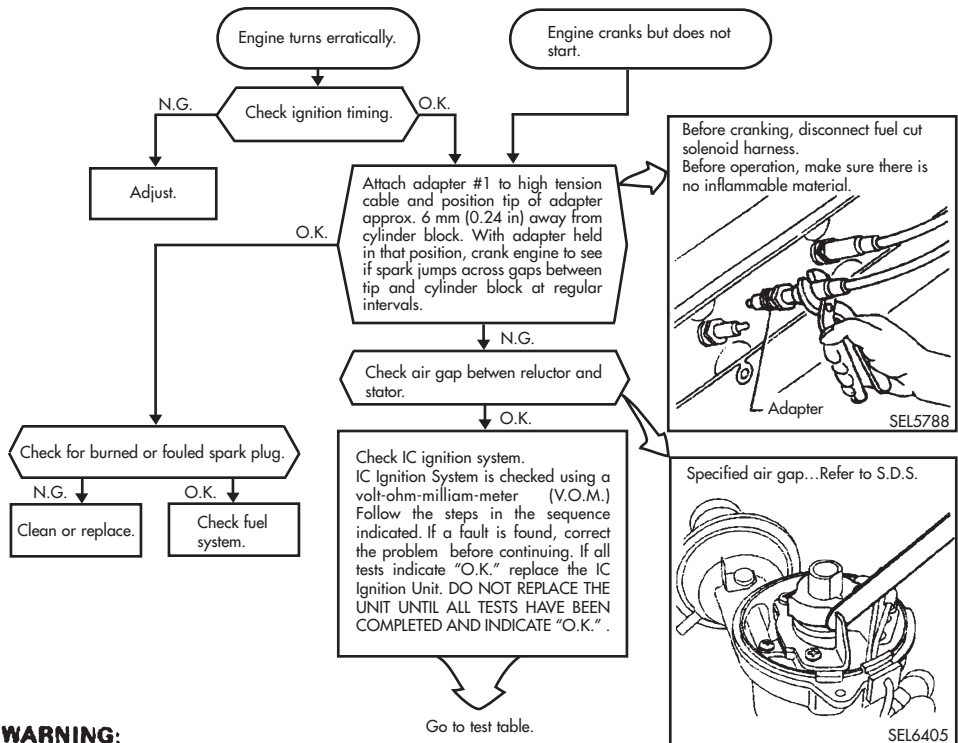 Engine turns erratically.
Engine cranks but does not
start.
N.G.
O.K.
Check ignition timing.
Adjust.
Before cranking, disconnect fuel cut
solenoid harness.
Before operation, make sure there is
no inflammable material.
Adapter
SEL5788
Attach adapter #1 to high tension
cable and position tip of adapter
approx. 6 mm (0.24 in) away from
cylinder block. With adapter held
in that position, crank engine to see
if spark jumps across gaps between
tip and cylinder block at regular
intervals.
O.K.
N.G.
Check air gap betwen reluctor and
stator.
O.K.
Check for burned or fouled spark plug.
N.G.
O.K.
Clean or replace.
Check fuel
system.
Check IC ignition system.
IC Ignition System is checked using a
volt-ohm-milliam-meter (V.O.M.)
Follow the steps in the sequence
indicated. If a fault is found, correct
the problem before continuing. If all
tests indicate “O.K.” replace the IC
Ignition Unit. DO NOT REPLACE THE
UNIT UNTIL ALL TESTS HAVE BEEN
COMPLETED AND INDICATE “O.K.” .
Specified air gap...Refer to S.D.S.
SEL6405
Go to test table.
WARNING: